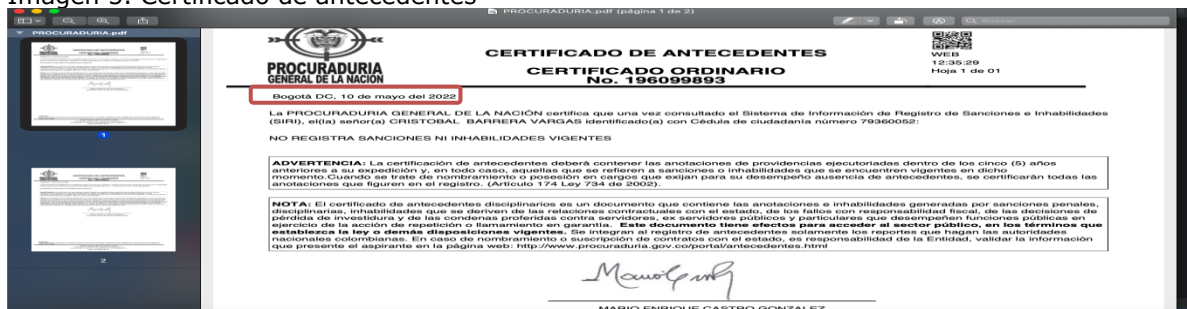 Imagen 5. Certificado de antecedentes
PROCURADURIA.pdf (página 1 de 2)
Buscar
PROCURADURIA.pdf
1
2
PROCURADURIA
GENERAL DE LA NACIÓN
CERTIFICADO DE ANTECEDENTES
CERTIFICADO ORDINARIO
No. 196099893
WEB
12:35:29
Hoja 1 de 01
Bogotá DC, 10 de mayo del 2022
La PROCURADURIA GENERAL DE LA NACIÓN certifica que una vez consultado el Sistema de Información de Registro de Sanciones e Inhabilidades
(SIRI), el(la) señor(a) CRISTOBAL BARRERA VARGAS identificado(a) con Cédula de ciudadanía número 79360052:
NO REGISTRA SANCIONES NI INHABILIDADES VIGENTES
ADVERTENCIA: La certificación de antecedentes deberá contener las anotaciones de providencias ejecutoriadas dentro de los cinco (5) años
anteriores a su expedición y, en todo caso, aquellas que se refieren a sanciones o inhabilidades que se encuentren vigentes en dicho
momento.Cuando se trate de nombramiento o posesión en cargos que exijan para su desempeño ausencia de antecedentes, se certificarán todas las
anotaciones que figuren en el registro. (Artículo 174 Ley 734 de 2002).
NOTA: El certificado de antecedentes disciplinarios es un documento que contiene las anotaciones e inhabilidades generadas por sanciones penales,
disciplinarias, inhabilidades que se deriven de las relaciones contractuales con el estado, de los fallos con responsabilidad fiscal, de las decisiones de
pérdida de investidura y de las condenas proferidas contra servidores, ex servidores públicos y particulares que desempeñen funciones públicas en
ejercicio de la acción de repetición o llamamiento en garantía. Este documento tiene efectos para acceder al sector público, en los términos que
establezca la ley o demás disposiciones vigentes. Se integran al registro de antecedentes solamente los reportes que hagan las autoridades
nacionales colombianas. En caso de nombramiento o suscripción de contratos con el estado, es responsabilidad de la Entidad, validar la información
que presente el aspirante en la página web: http://www.procuraduria.gov.co/portal/antecedentes.html
MARIO ENRIQUE CASTRO GONZALEZ